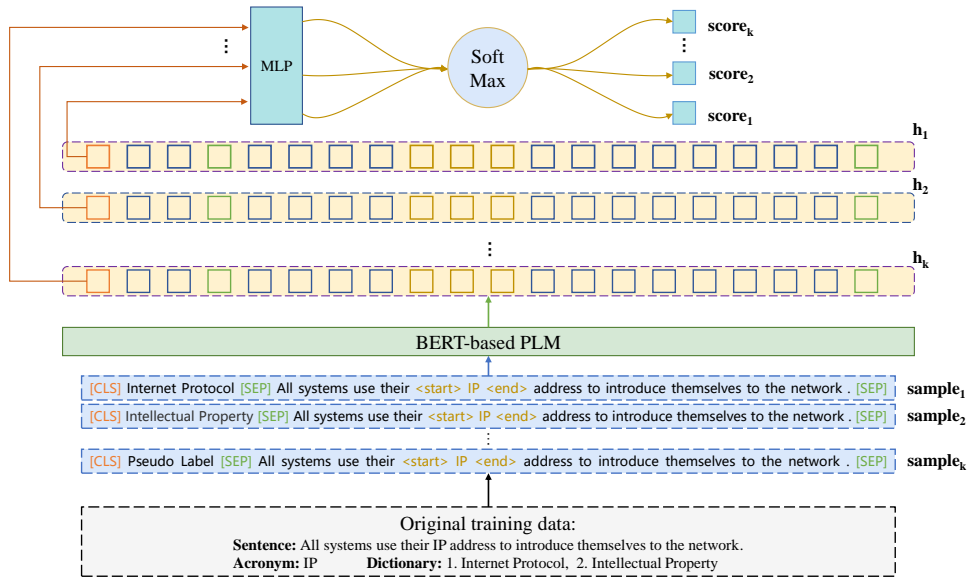 score_k
⋮
⋮
MLP
Soft
Max
score_2
score_1
h_1
h_2
⋮
h_k
BERT-based PLM
[CLS] Internet Protocol [SEP] All systems use their <start> IP <end> address to introduce themselves to the network . [SEP] sample_1
[CLS] Intellectual Property [SEP] All systems use their <start> IP <end> address to introduce themselves to the network . [SEP] sample_2
⋮
[CLS] Pseudo Label [SEP] All systems use their <start> IP <end> address to introduce themselves to the network . [SEP] sample_k
Original training data:
Sentence: All systems use their IP address to introduce themselves to the network.
Acronym: IP Dictionary: 1. Internet Protocol, 2. Intellectual Property